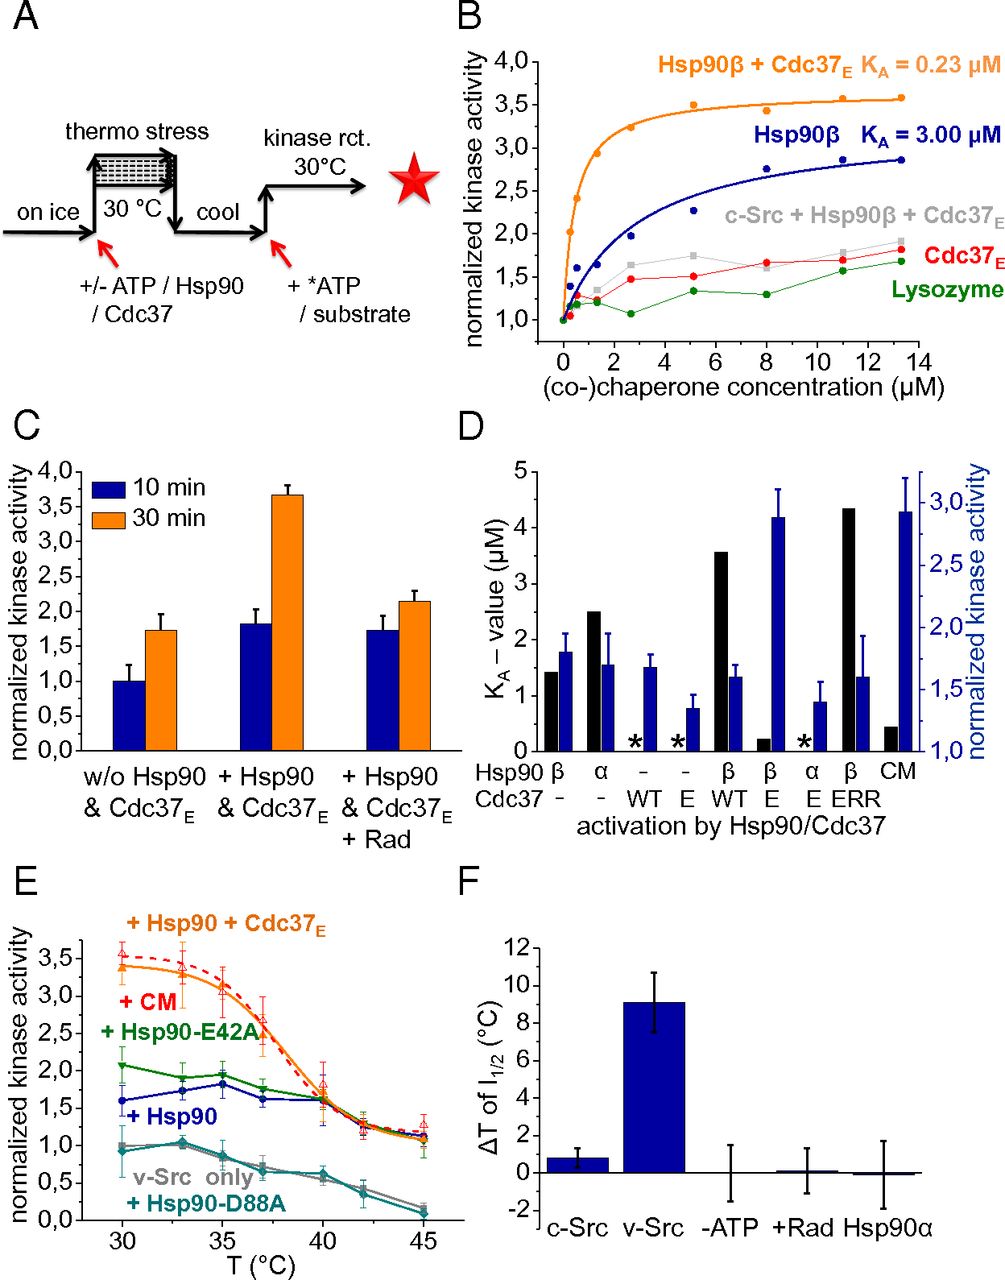 A
thermo stress
kinase rct.
30°C
on ice
30 °C
cool
+/- ATP / Hsp90
/ Cdc37
+ *ATP
/ substrate
B
normalized kinase activity
4,0
3,5
3,0
2,5
2,0
1,5
1,0
Hsp90β + Cdc37E KA = 0.23 µM
Hsp90β KA = 3.00 µM
c-Src + Hsp90β + Cdc37E
Cdc37E
Lysozyme
0 2 4 6 8 10 12 14
(co-)chaperone concentration (µM)
C
normalized kinase activity
4,0
3,5
3,0
2,5
2,0
1,5
1,0
0,5
0,0
10 min
30 min
w/o Hsp90
& Cdc37E
+ Hsp90
& Cdc37E
+ Hsp90
& Cdc37E
+ Rad
D
KA – value (µM)
5
4
3
2
1
0
* * *
3,0
2,5
2,0
1,5
1,0
normalized kinase activity
Hsp90 β α - - β β α β CM
Cdc37 - - WT E WT E E ERR
activation by Hsp90/Cdc37
E
normalized kinase activity
3,5
3,0
2,5
2,0
1,5
1,0
0,5
0,0
+ Hsp90 + Cdc37E
+ CM
+ Hsp90-E42A
+ Hsp90
v-Src only
+ Hsp90-D88A
30 35 40 45
T (°C)
F
ΔT of I1/2 (°C)
12
10
8
6
4
2
0
-2
c-Src v-Src -ATP +Rad Hsp90α